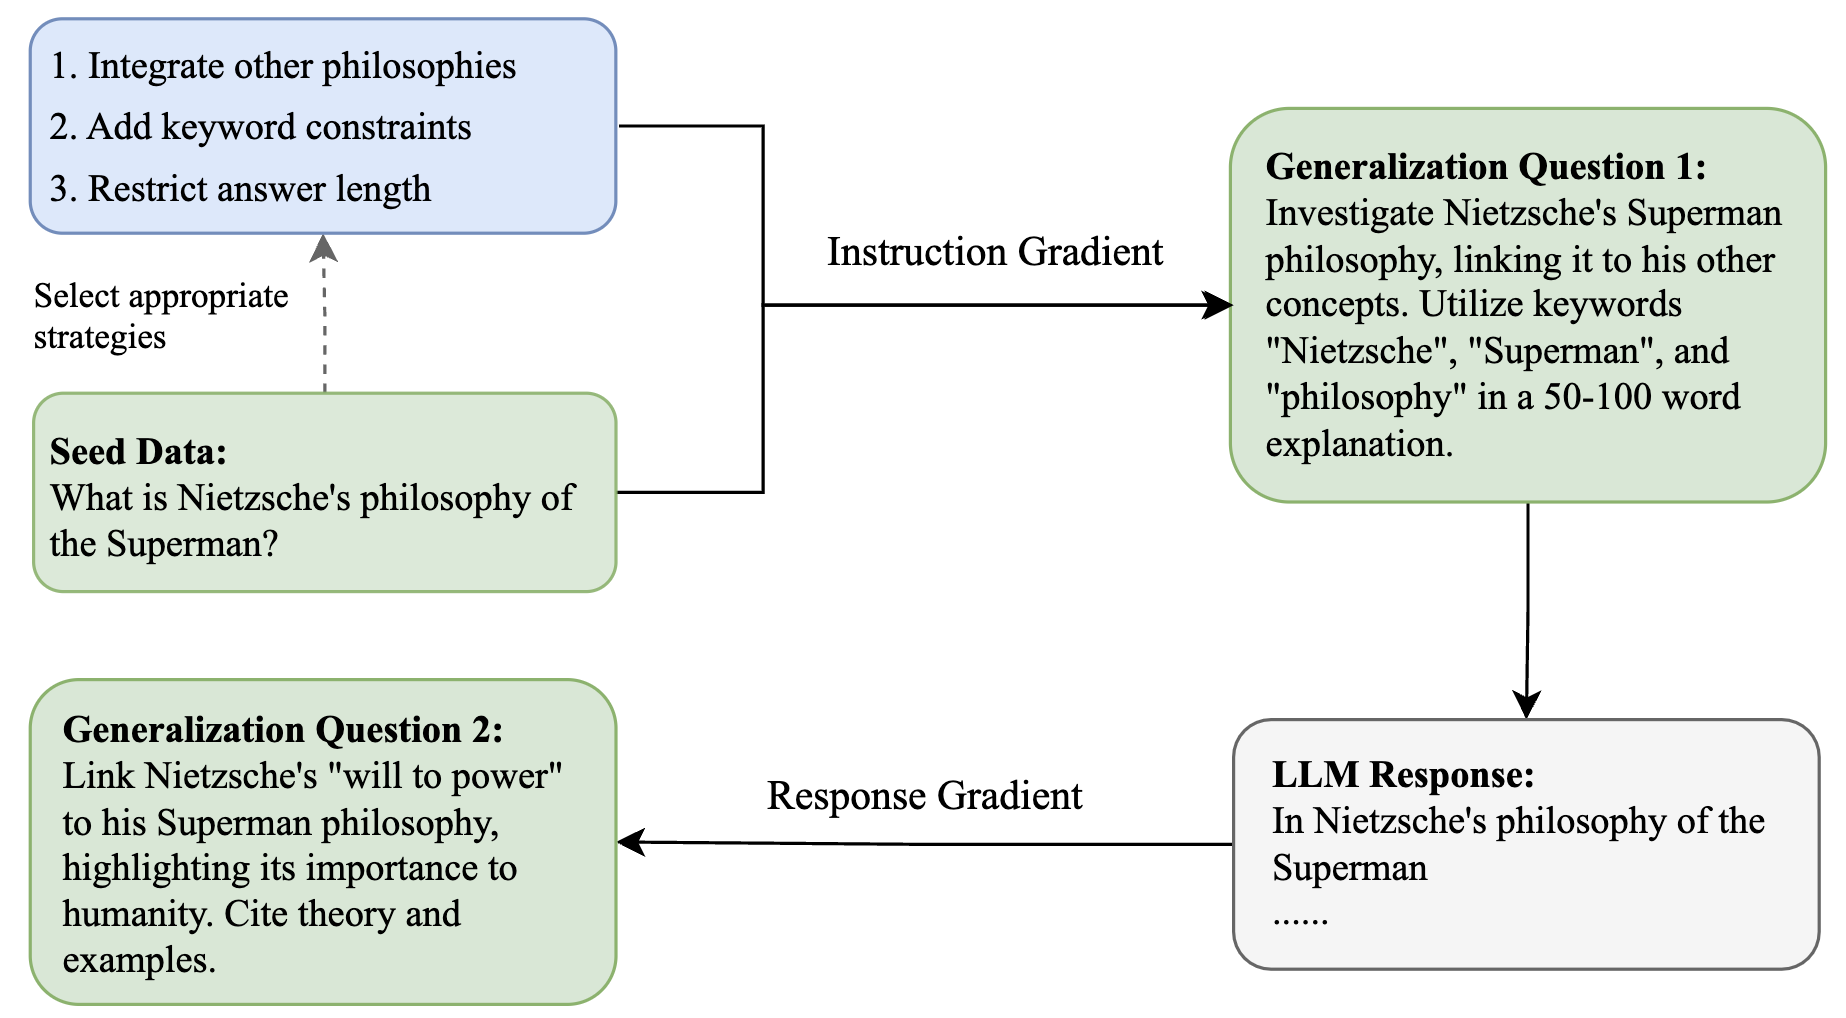 1. Integrate other philosophies
2. Add keyword constraints
3. Restrict answer length
Select appropriate
strategies
Seed Data:
What is Nietzsche's philosophy of
the Superman?
Instruction Gradient
Generalization Question 1:
Investigate Nietzsche's Superman
philosophy, linking it to his other
concepts. Utilize keywords
"Nietzsche", "Superman", and
"philosophy" in a 50-100 word
explanation.
LLM Response:
In Nietzsche's philosophy of the
Superman
......
Response Gradient
Generalization Question 2:
Link Nietzsche's "will to power"
to his Superman philosophy,
highlighting its importance to
humanity. Cite theory and
examples.